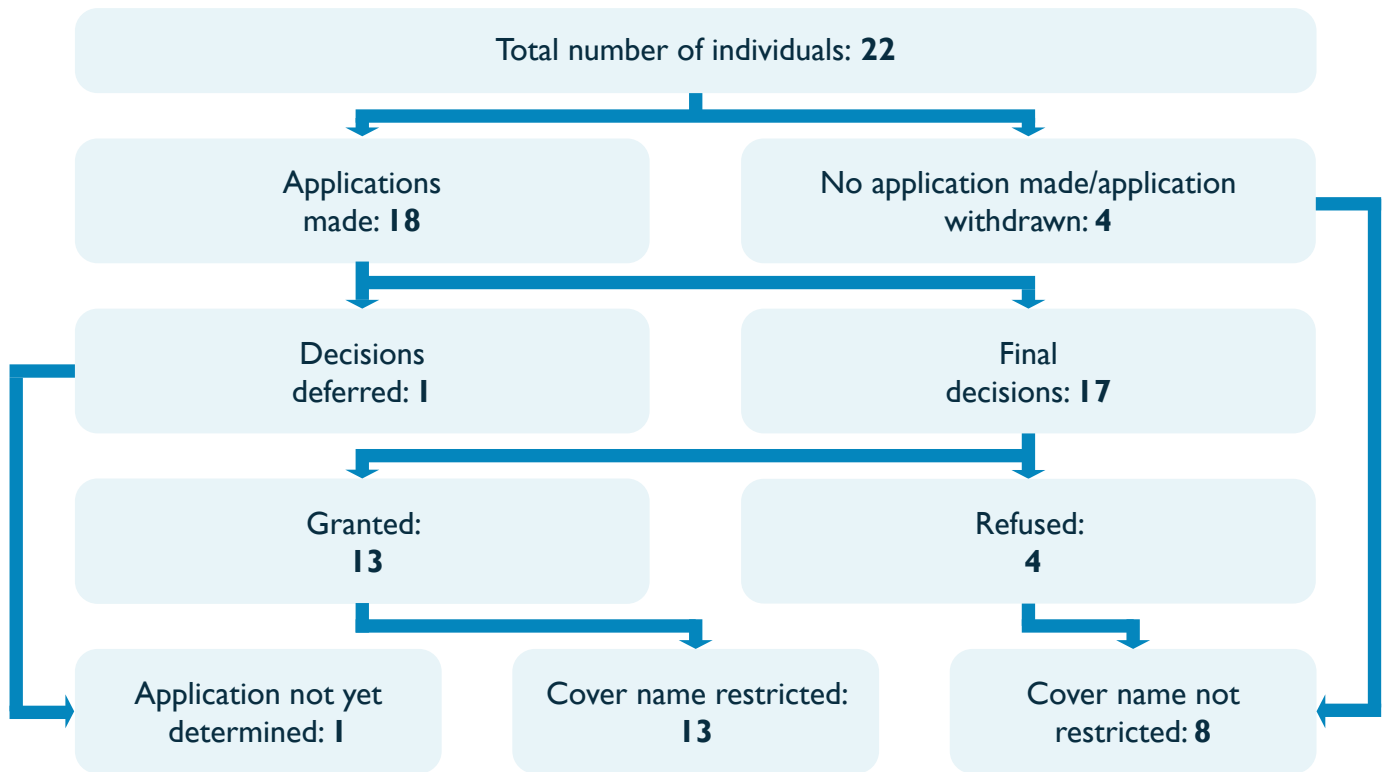 Total number of individuals: 22
Applications
made: 18
No application made/application
withdrawn: 4
Decisions
deferred: 1
Final
decisions: 17
Granted:
13
Refused:
4
Application not yet
determined: 1
Cover name restricted:
13
Cover name not
restricted: 8